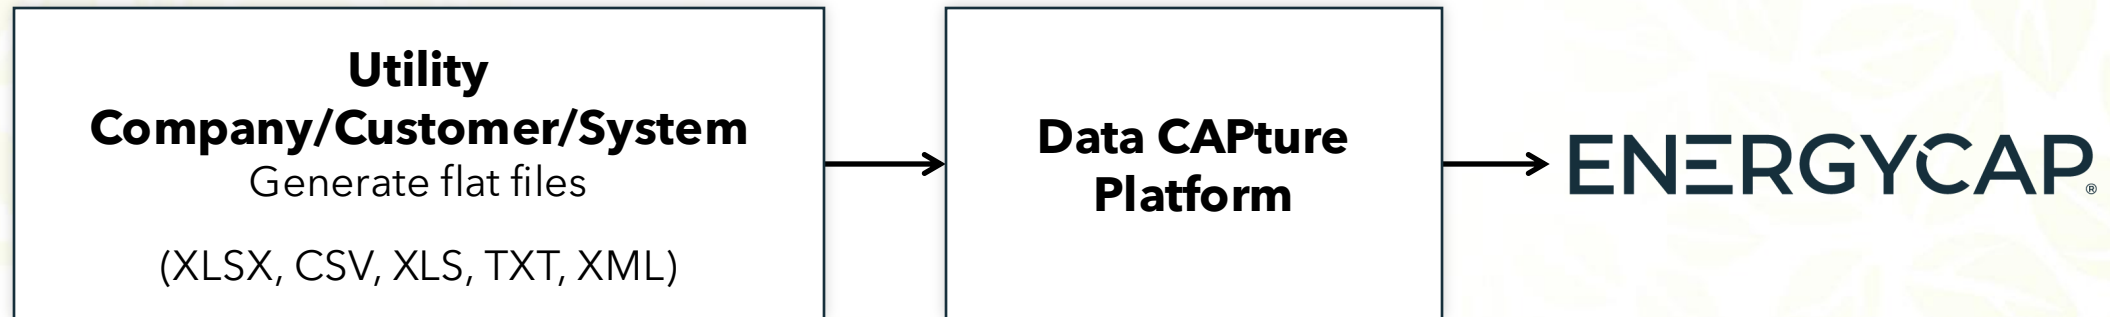 Utility
Company/Customer/System
Generate flat files
(XLSX, CSV, XLS, TXT, XML)
Data CAPture
Platform
ENERGYCAP®